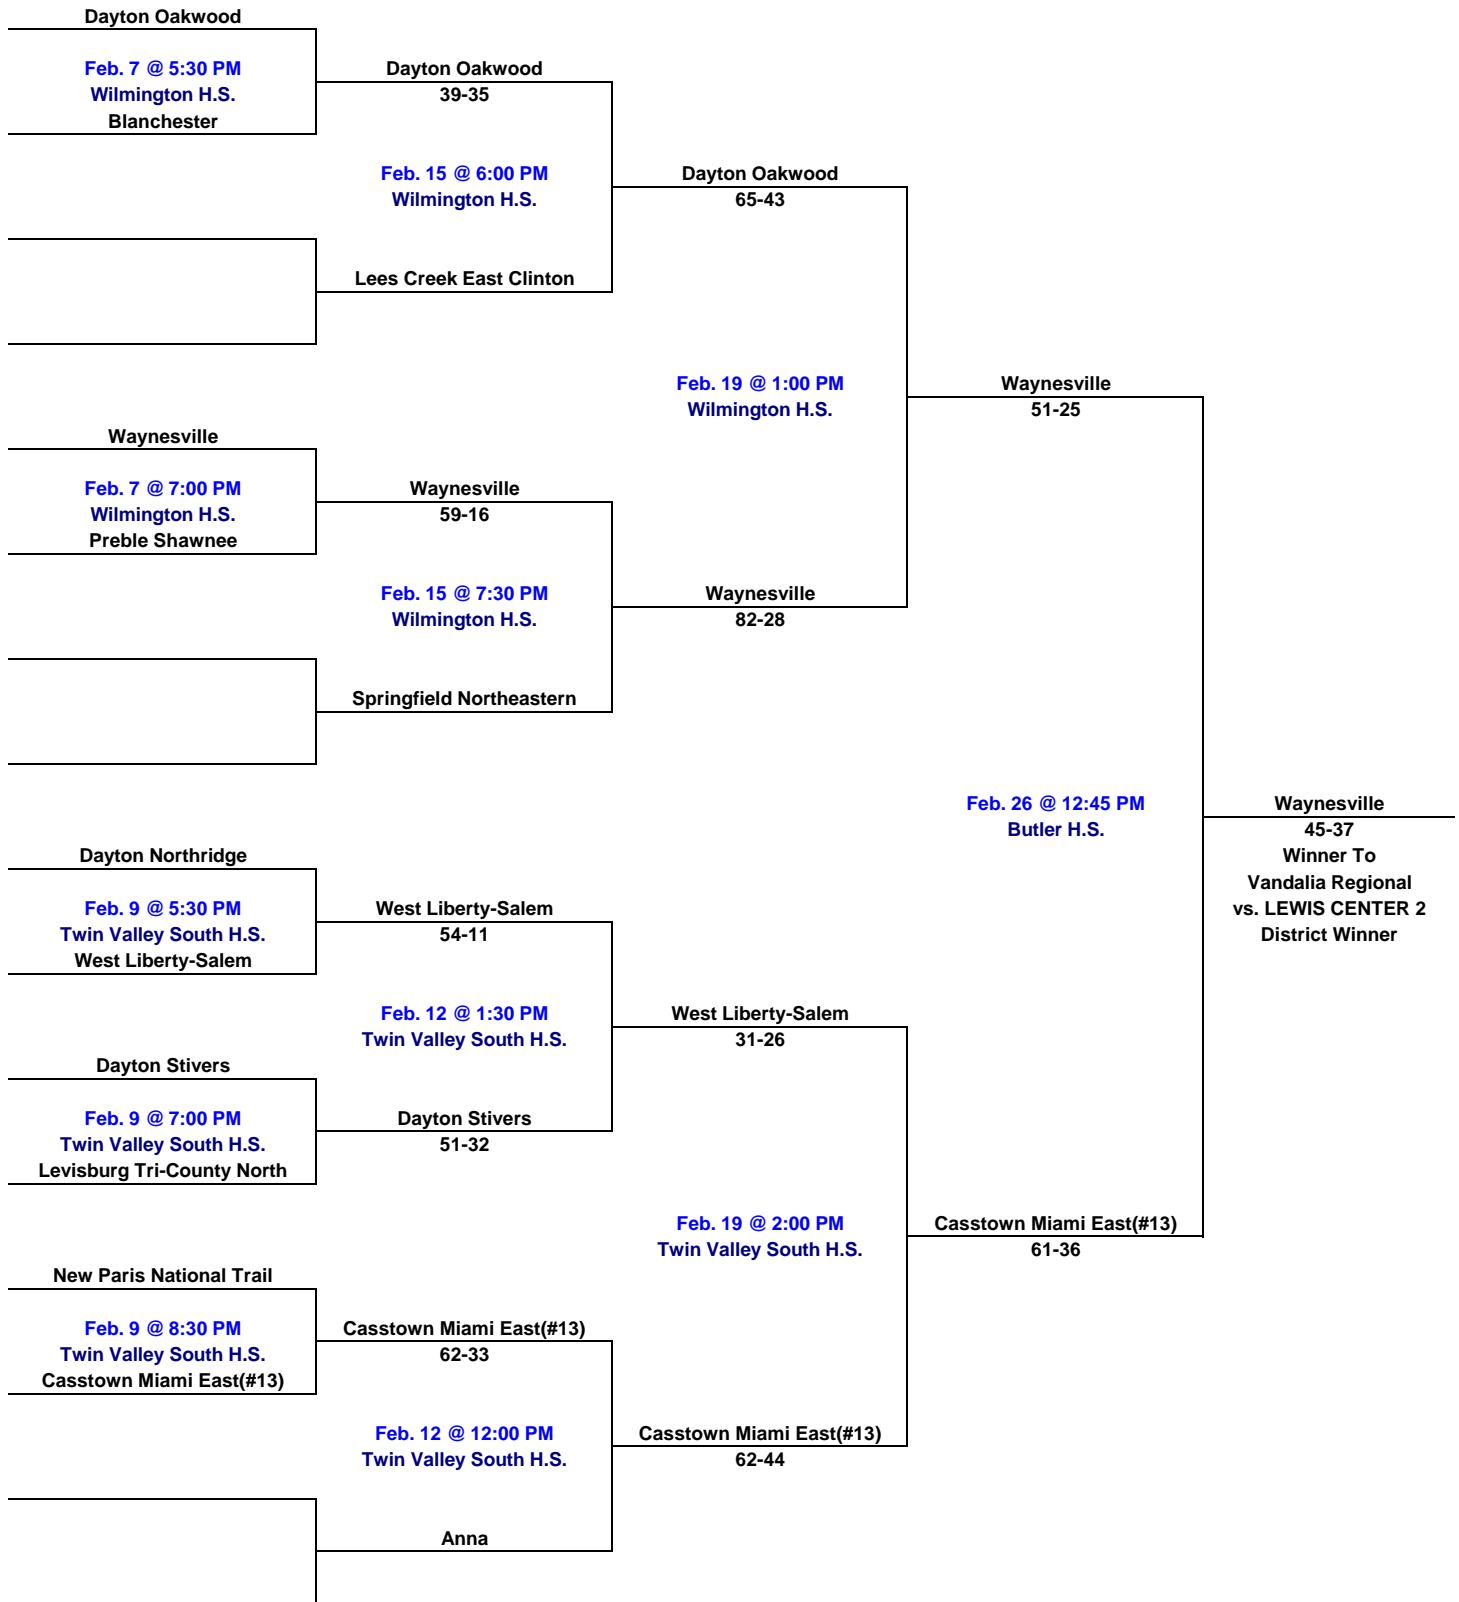 Dayton Oakwood
Feb. 7 @ 5:30 PM
Wilmington H.S.
Blanchester
Dayton Oakwood
39-35
Feb. 15 @ 6:00 PM
Wilmington H.S.
Lees Creek East Clinton
Dayton Oakwood
65-43
Feb. 19 @ 1:00 PM
Wilmington H.S.
Waynesville
51-25
Waynesville
Feb. 7 @ 7:00 PM
Wilmington H.S.
Preble Shawnee
Waynesville
59-16
Feb. 15 @ 7:30 PM
Wilmington H.S.
Springfield Northeastern
Waynesville
82-28
Feb. 26 @ 12:45 PM
Butler H.S.
Waynesville
45-37
Winner To
Vandalia Regional
vs. LEWIS CENTER 2
District Winner
Dayton Northridge
Feb. 9 @ 5:30 PM
Twin Valley South H.S.
West Liberty-Salem
West Liberty-Salem
54-11
Feb. 12 @ 1:30 PM
Twin Valley South H.S.
West Liberty-Salem
31-26
Dayton Stivers
Feb. 9 @ 7:00 PM
Twin Valley South H.S.
Levisburg Tri-County North
Dayton Stivers
51-32
Feb. 19 @ 2:00 PM
Twin Valley South H.S.
Casstown Miami East(#13)
61-36
New Paris National Trail
Feb. 9 @ 8:30 PM
Twin Valley South H.S.
Casstown Miami East(#13)
Casstown Miami East(#13)
62-33
Feb. 12 @ 12:00 PM
Twin Valley South H.S.
Casstown Miami East(#13)
62-44
Anna